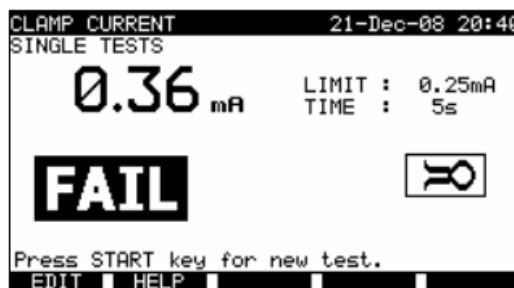 CLAMP CURRENT 21-Dec-08 20:40
SINGLE TESTS
0.36 mA
LIMIT : 0.25mA
TIME : 5s
FAIL
Press START key for new test.
EDIT HELP